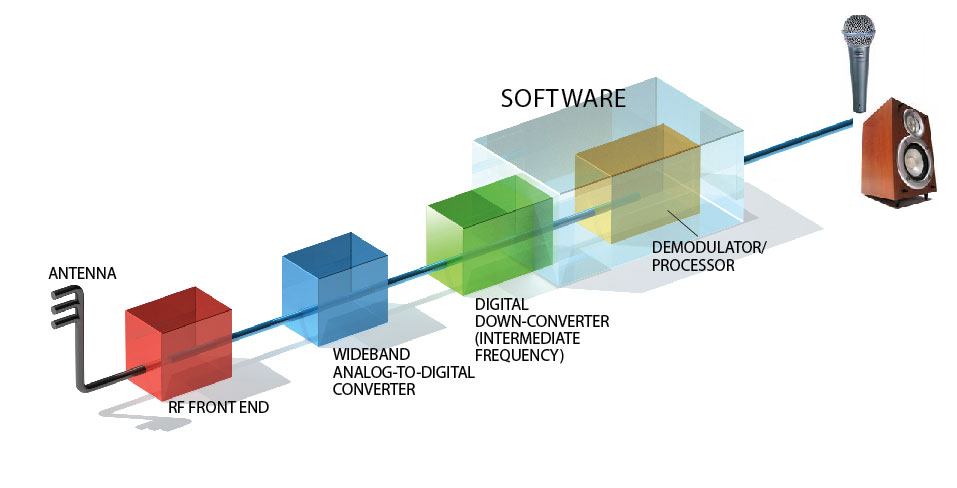 SOFTWARE
ANTENNA
RF FRONT END
WIDEBAND
ANALOG-TO-DIGITAL
CONVERTER
DIGITAL
DOWN-CONVERTER
(INTERMEDIATE
FREQUENCY)
DEMODULATOR/
PROCESSOR